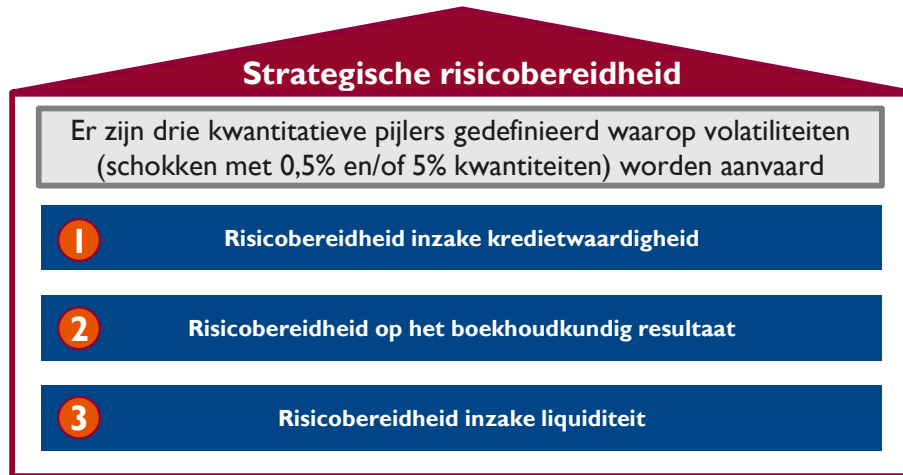 Strategische risicobereidheid
Er zijn drie kwantitatieve pijlers gedefinieerd waarop volatiliteiten
(schokken met 0,5% en/of 5% kwantiteiten) worden aanvaard
1 Risicobereidheid inzake kredietwaardigheid
2 Risicobereidheid op het boekhoudkundig resultaat
3 Risicobereidheid inzake liquiditeit